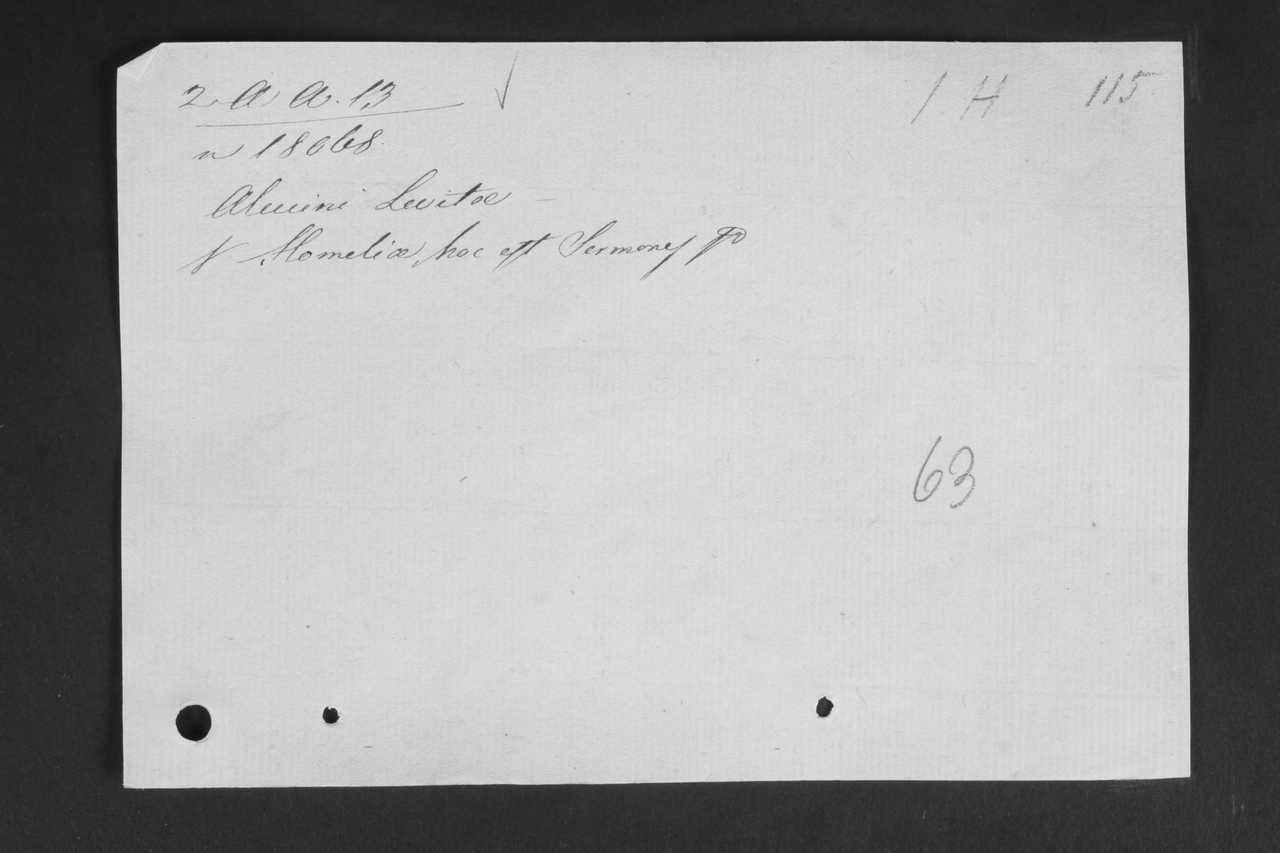 2 A A. 13
1 H 115
n 18068.
Alcuini Levitæ
Homeliæ, hoc est Sermones
63